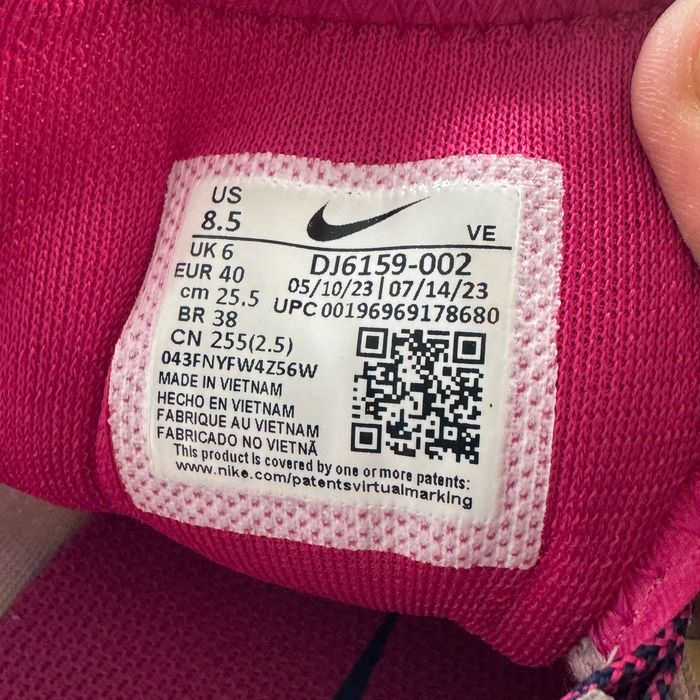 US
8.5
VE
UK 6
EUR 40
cm 25.5
BR 38
CN 255(2.5)
DJ6159-002
05/10/23 | 07/14/23
UPC 00196969178680
043FNYFW4Z56W
MADE IN VIETNAM
HECHO EN VIETNAM
FABRIQUE AU VIETNAM
FABRICADO NO VIETNÃ
This product is covered by one or more patents:
www.nike.com/patentsvirtualmarking